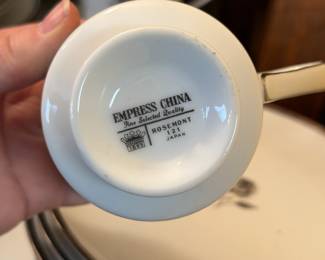 EMPRESS CHINA
Fine Selected Quality
ROSEMONT
121
JAPAN